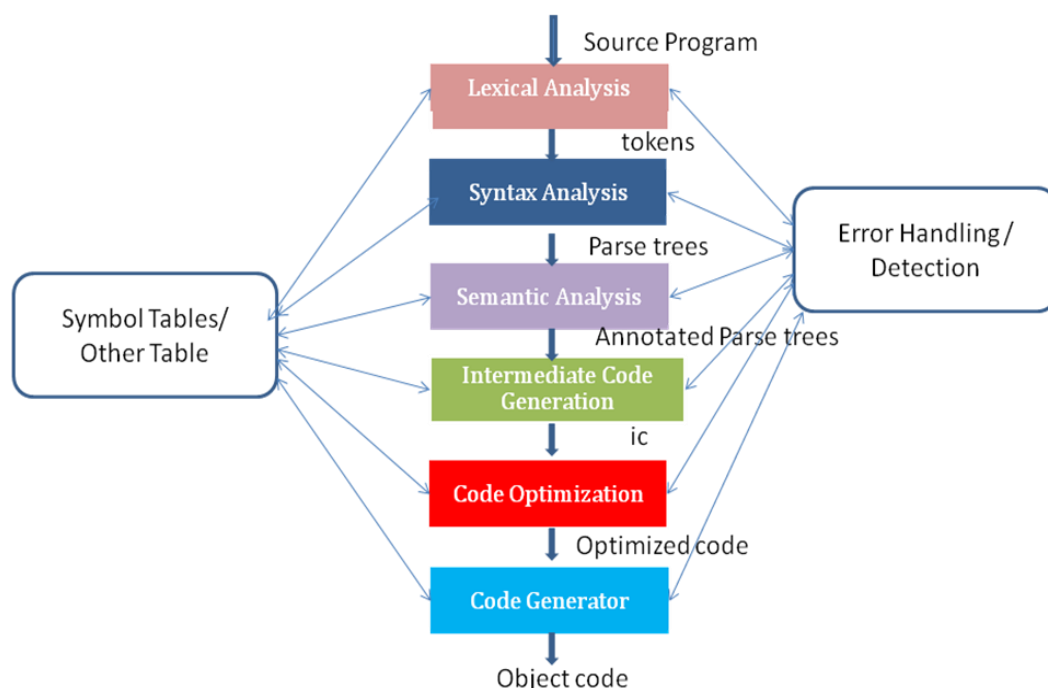 Source Program
Lexical Analysis
tokens
Syntax Analysis
Parse trees
Error Handling/
Detection
Semantic Analysis
Symbol Tables/
Other Table
Annotated Parse trees
Intermediate Code
Generation
ic
Code Optimization
Optimized code
Code Generator
Object code